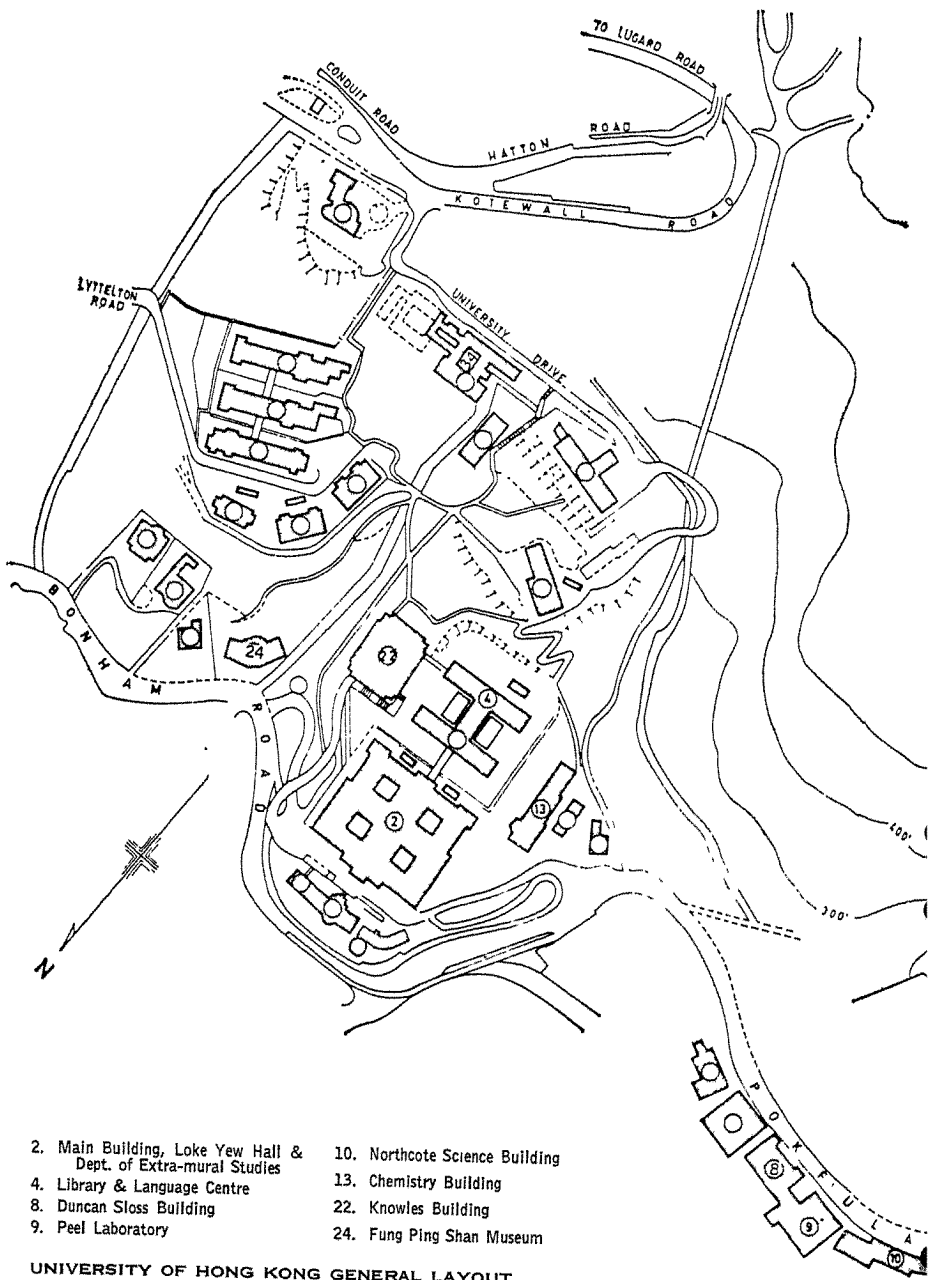 TO LUGARD ROAD
CONDUIT ROAD
HATTON ROAD
KOTEWALL ROAD
LYTTELTON
ROAD
UNIVERSITY DRIVE
BONHAM ROAD
24
4
2
13
400'
300'
N
POKFULA
8
9
10
2. Main Building, Loke Yew Hall &
Dept. of Extra-mural Studies
4. Library & Language Centre
8. Duncan Sloss Building
9. Peel Laboratory
10. Northcote Science Building
13. Chemistry Building
22. Knowles Building
24. Fung Ping Shan Museum
UNIVERSITY OF HONG KONG GENERAL LAYOUT